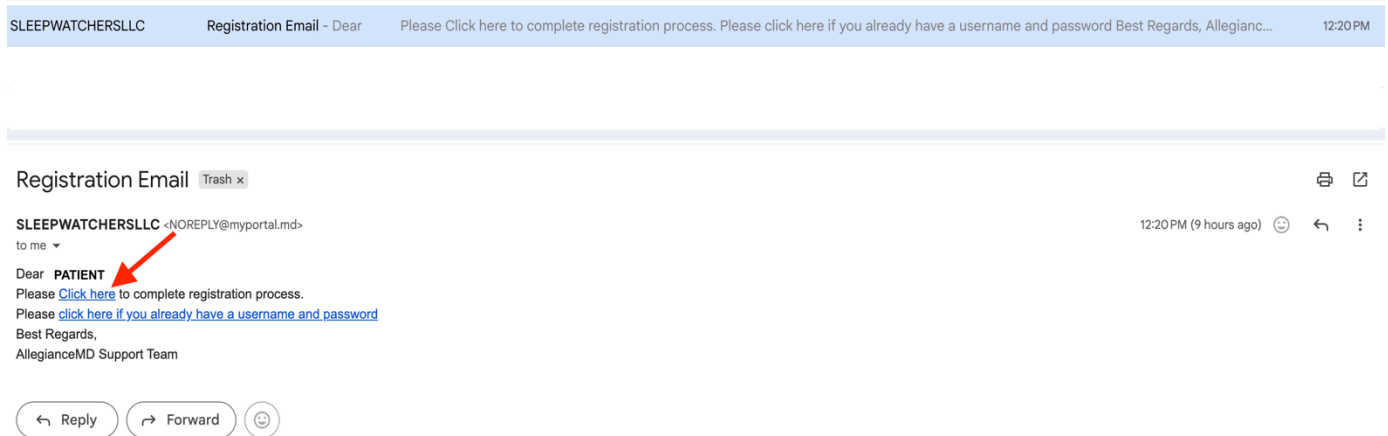 SLEEPWATCHERSLLC Registration Email - Dear Please Click here to complete registration process. Please click here if you already have a username and password Best Regards, Allegianc... 12:20 PM
Registration Email Trash x
SLEEPWATCHERSLLC <NOREPLY@myportal.md> 12:20 PM (9 hours ago)
to me
Dear PATIENT
Please Click here to complete registration process.
Please click here if you already have a username and password
Best Regards,
AllegianceMD Support Team
Reply Forward